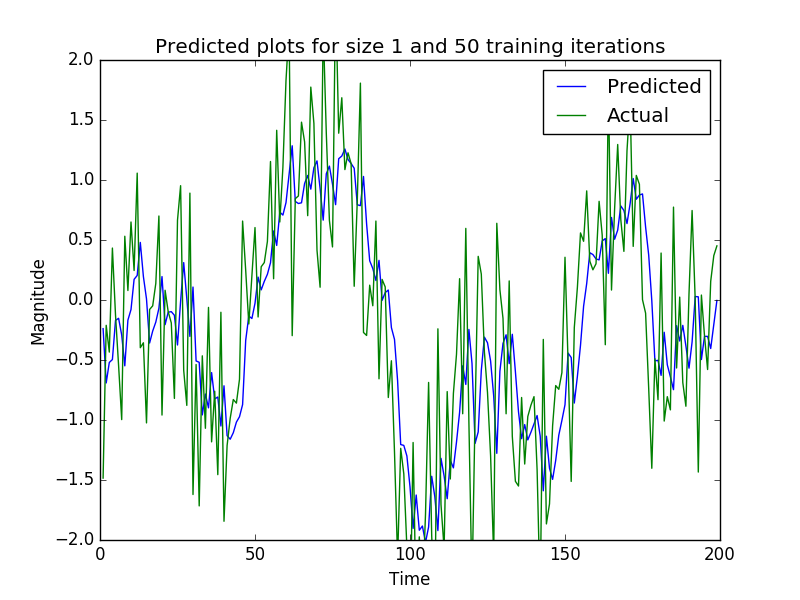 Predicted plots for size 1 and 50 training iterations
Predicted
Actual
Magnitude
2.0
1.5
1.0
0.5
0.0
−0.5
−1.0
−1.5
−2.0
0
50
100
150
200
Time